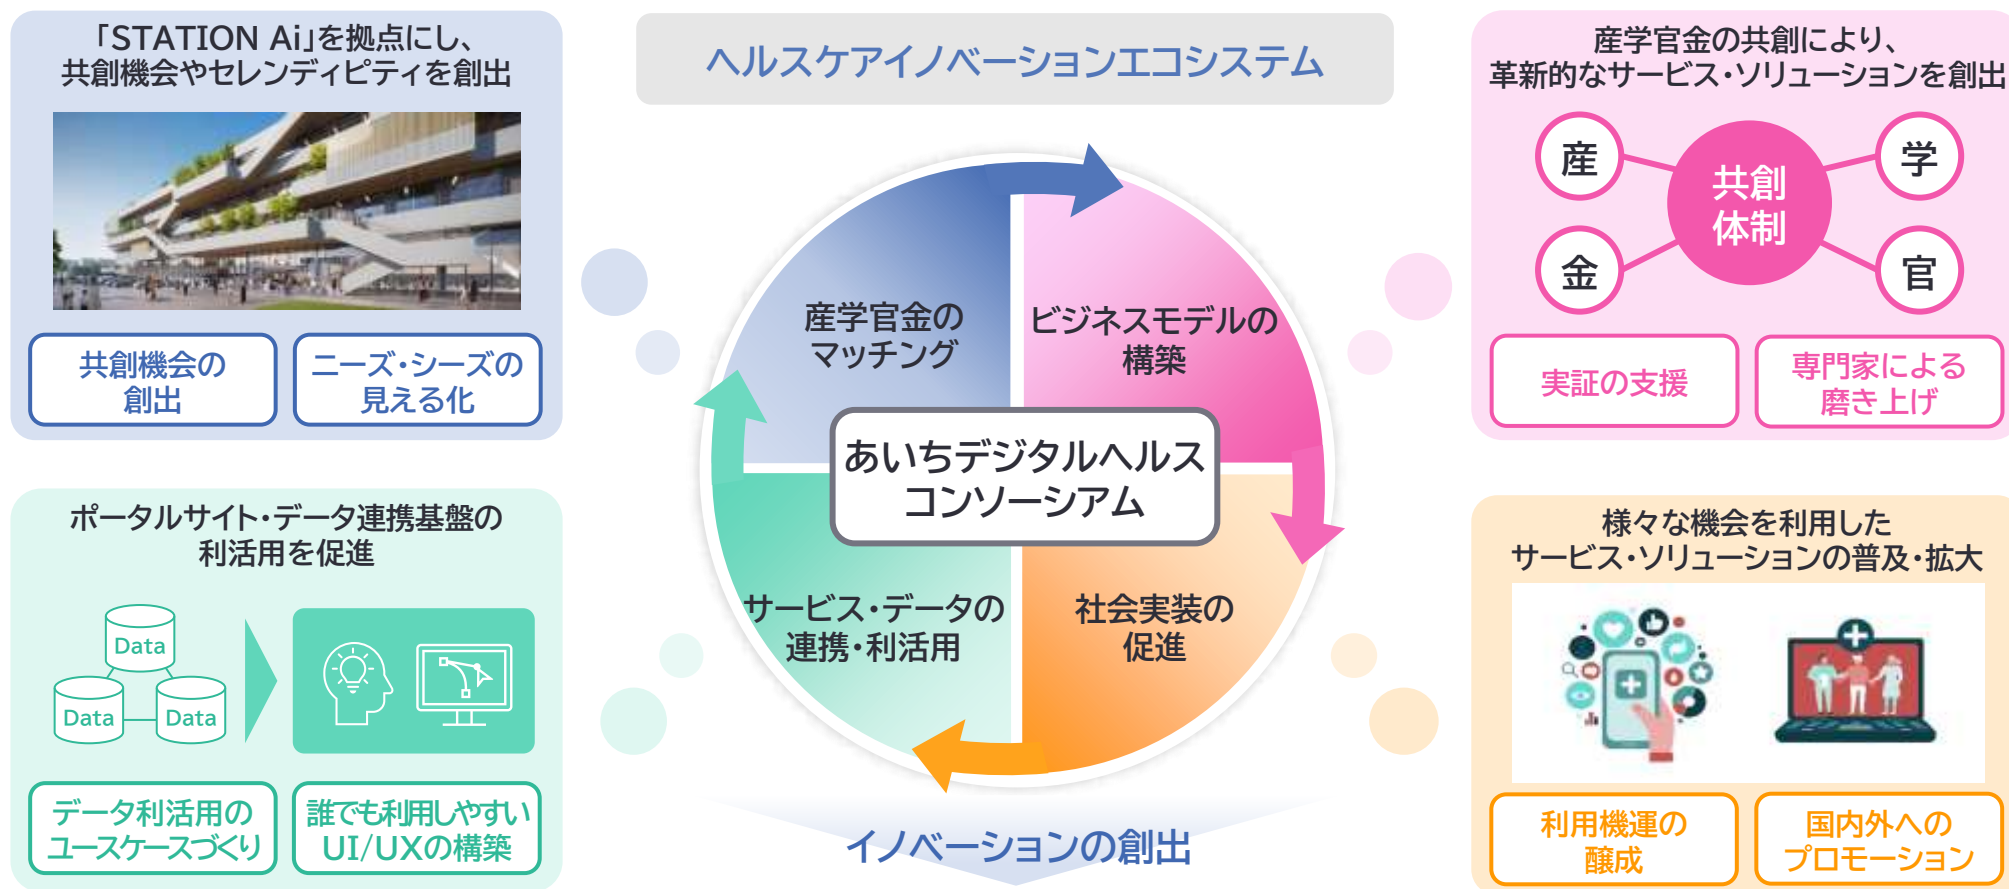 「STATION Ai」を拠点にし、
共創機会やセレンディピティを創出
共創機会の
創出
ニーズ・シーズの
見える化
ヘルスケアイノベーションエコシステム
産学官金の共創により、
革新的なサービス・ソリューションを創出
産
学
共創
体制
金
官
実証の支援
専門家による
磨き上げ
産学官金の
マッチング
ビジネスモデルの
構築
あいちデジタルヘルス
コンソーシアム
サービス・データの
連携・利活用
社会実装の
促進
ポータルサイト・データ連携基盤の
利活用を促進
Data
Data
Data
データ利活用の
ユースケースづくり
誰でも利用しやすい
UI/UXの構築
様々な機会を利用した
サービス・ソリューションの普及・拡大
利用機運の
醸成
国内外への
プロモーション
イノベーションの創出